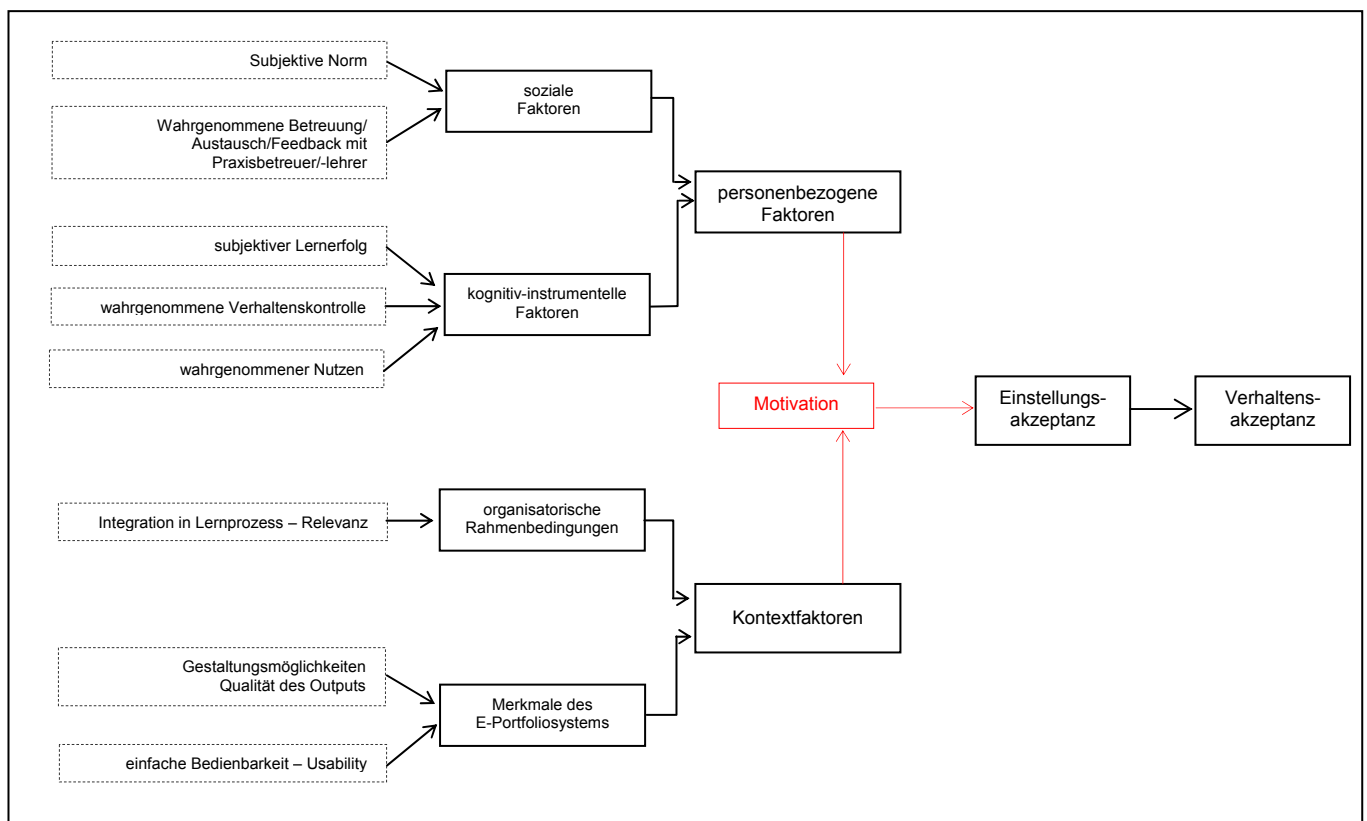 Subjektive Norm
Wahrgenommene Betreuung/
Austausch/Feedback mit
Praxisbetreuer/-lehrer
soziale
Faktoren
personenbezogene
Faktoren
subjektiver Lernerfolg
wahrgenommene Verhaltenskontrolle
wahrgenommener Nutzen
kognitiv-instrumentelle
Faktoren
Motivation
Einstellungs-
akzeptanz
Verhaltens-
akzeptanz
Integration in Lernprozess – Relevanz
organisatorische
Rahmenbedingungen
Kontextfaktoren
Gestaltungsmöglichkeiten
Qualität des Outputs
einfache Bedienbarkeit – Usability
Merkmale des
E-Portfoliosystems